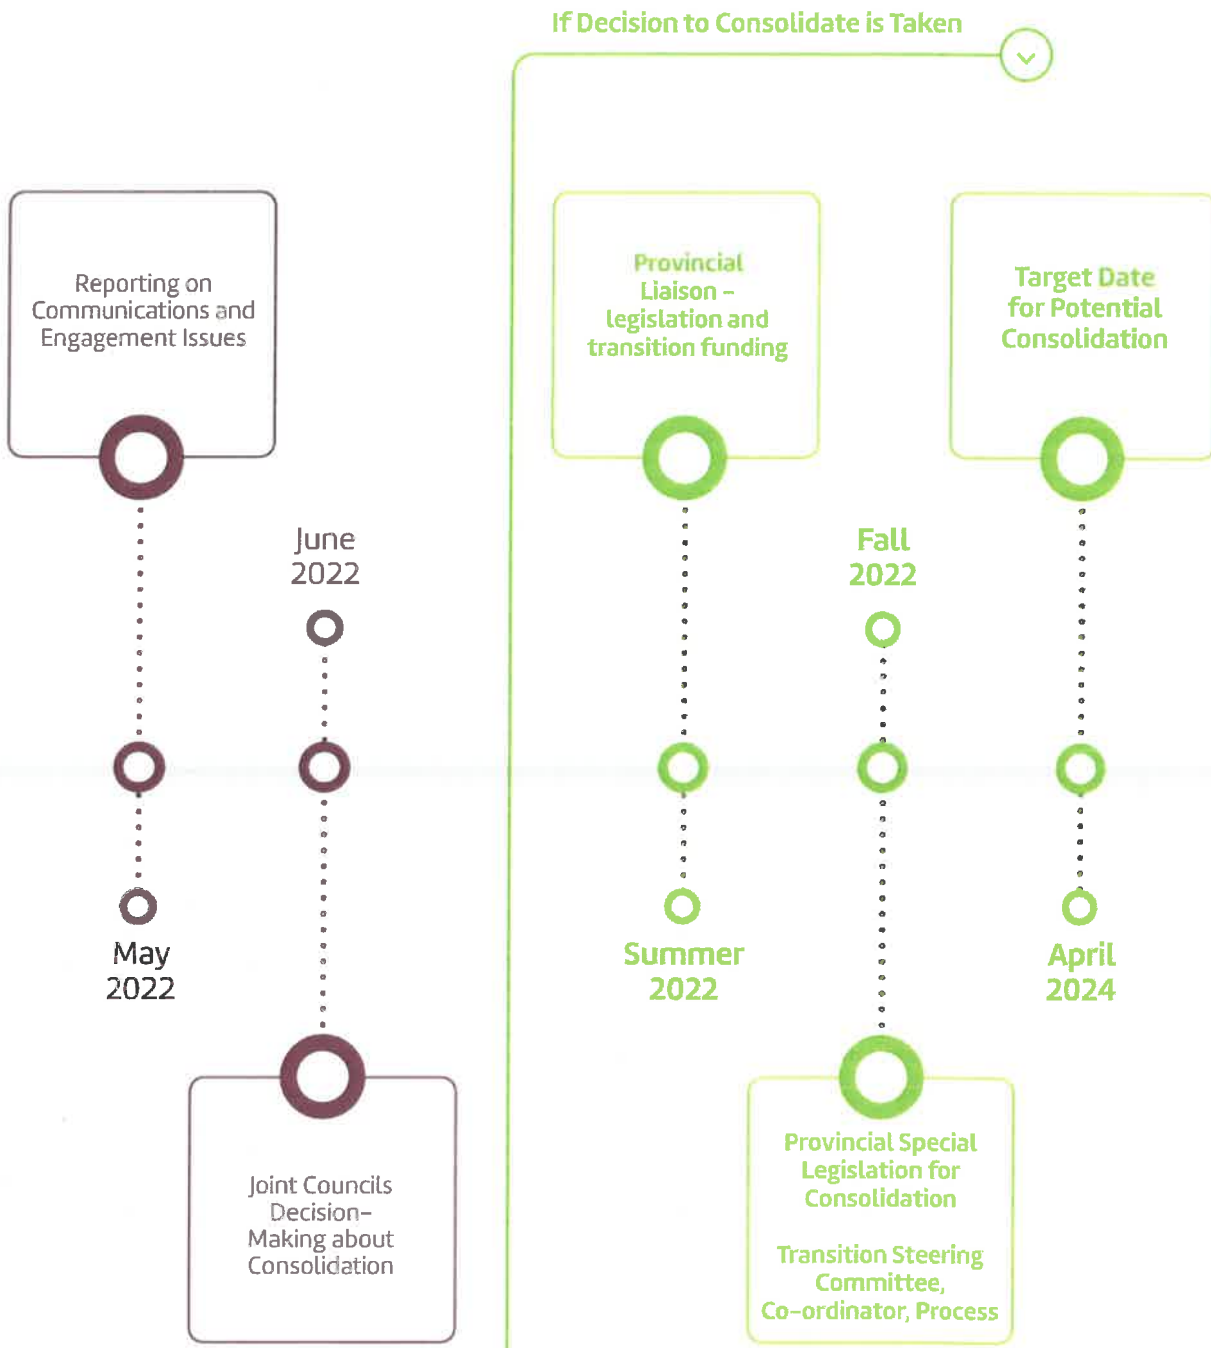 If Decision to Consolidate is Taken
Reporting on
Communications and
Engagement Issues
May
2022
June
2022
Joint Councils
Decision–
Making about
Consolidation
Provincial
Liaison –
legislation and
transition funding
Summer
2022
Fall
2022
Provincial Special
Legislation for
Consolidation
Transition Steering
Committee,
Co–ordinator, Process
Target Date
for Potential
Consolidation
April
2024